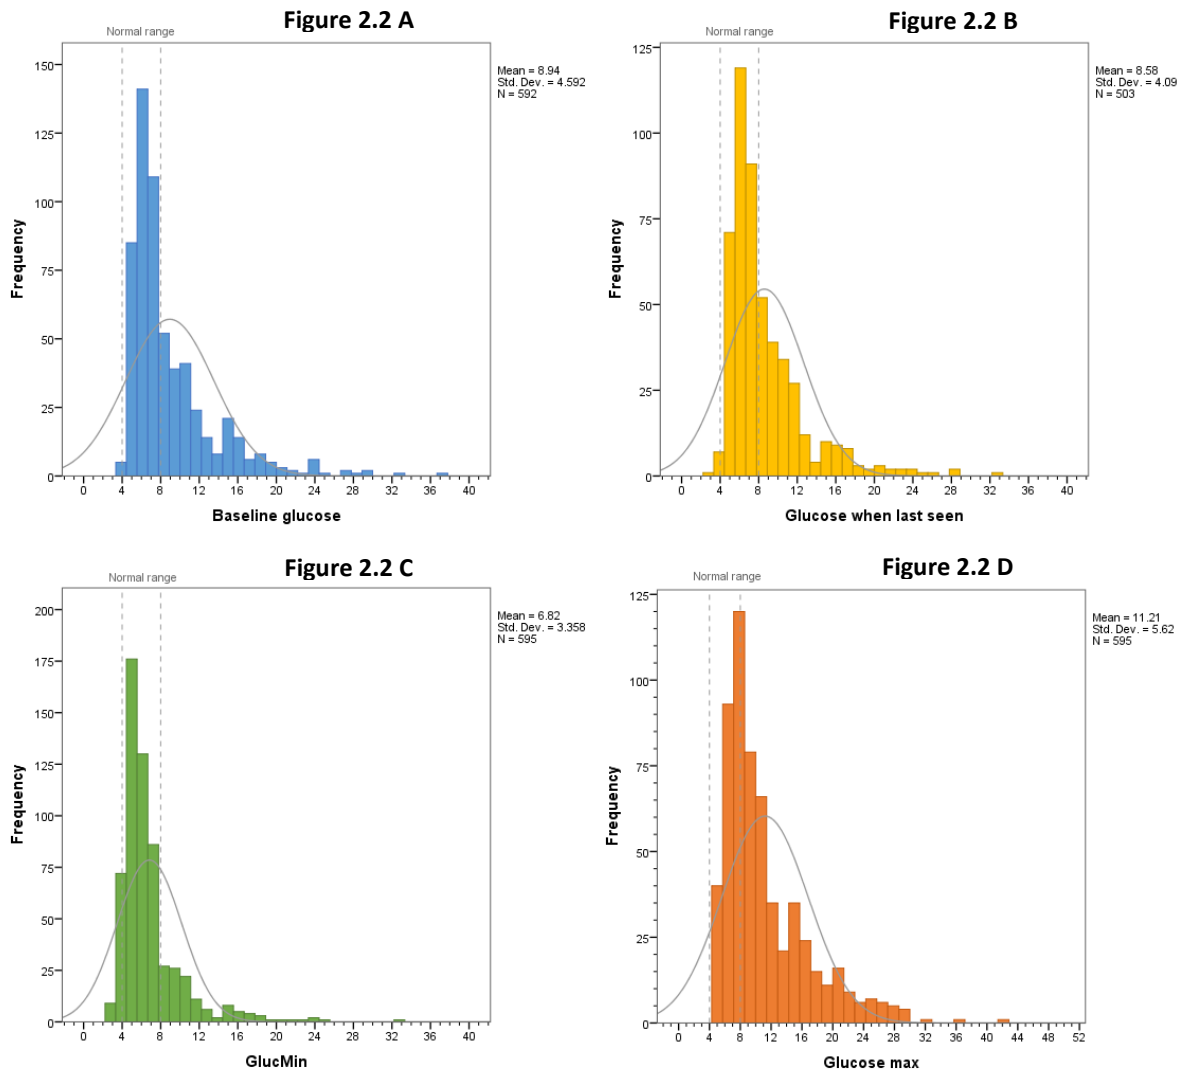 Figure 2.2 A
Normal range
Mean = 8.94
Std. Dev. = 4.592
N = 592
150
125
100
75
50
25
0
Frequency
0 4 8 12 16 20 24 28 32 36 40
Baseline glucose
Figure 2.2 B
Normal range
Mean = 8.58
Std. Dev. = 4.09
N = 503
125
100
75
50
25
0
Frequency
0 4 8 12 16 20 24 28 32 36 40
Glucose when last seen
Figure 2.2 C
Normal range
Mean = 6.82
Std. Dev. = 3.358
N = 595
200
175
150
125
100
75
50
25
0
Frequency
0 4 8 12 16 20 24 28 32 36 40
GlucMin
Figure 2.2 D
Normal range
Mean = 11.21
Std. Dev. = 5.62
N = 595
125
100
75
50
25
0
Frequency
0 4 8 12 16 20 24 28 32 36 40 44 48 52
Glucose max